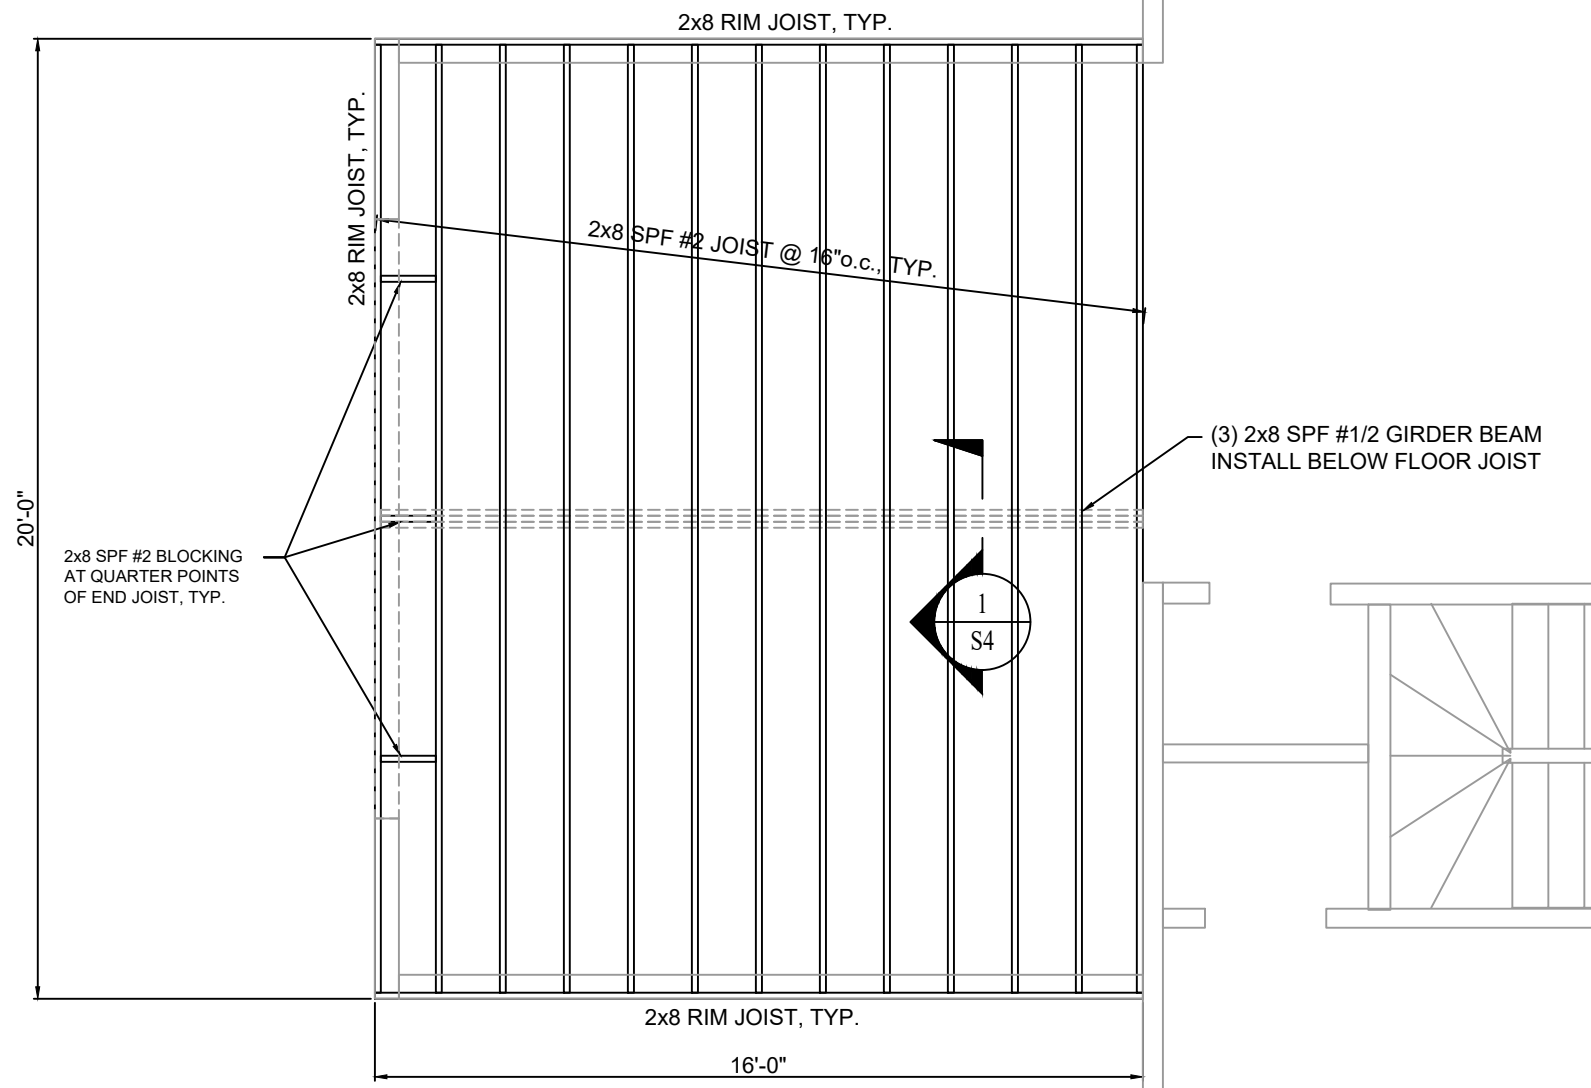 2x8 RIM JOIST, TYP.
2x8 RIM JOIST, TYP.
2x8 SPF #2 JOIST @ 16"o.c., TYP.
(3) 2x8 SPF #1/2 GIRDER BEAM
INSTALL BELOW FLOOR JOIST
20'-0"
2x8 SPF #2 BLOCKING
AT QUARTER POINTS
OF END JOIST, TYP.
1
S4
2x8 RIM JOIST, TYP.
16'-0"